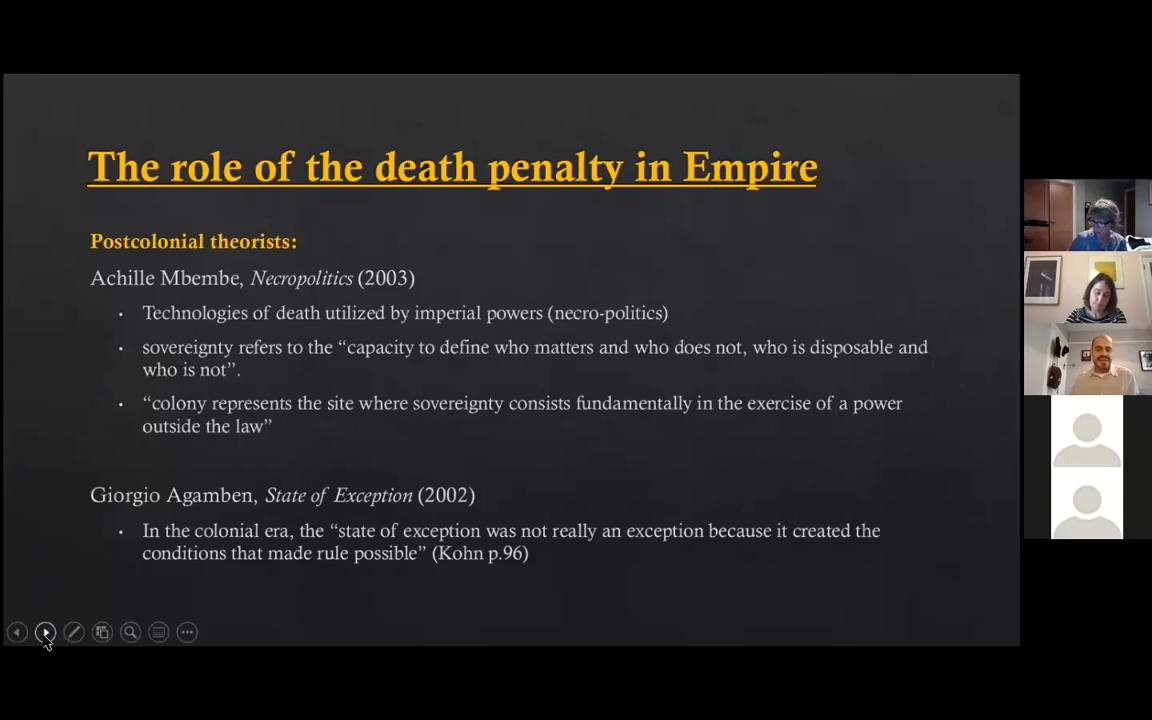 The role of the death penalty in Empire
Postcolonial theorists:
Achille Mbembe, Necropolitics (2003)
· Technologies of death utilized by imperial powers (necro-politics)
· sovereignty refers to the “capacity to define who matters and who does not, who is disposable and
who is not”.
· “colony represents the site where sovereignty consists fundamentally in the exercise of a power
outside the law”
Giorgio Agamben, State of Exception (2002)
· In the colonial era, the “state of exception was not really an exception because it created the
conditions that made rule possible” (Kohn p.96)